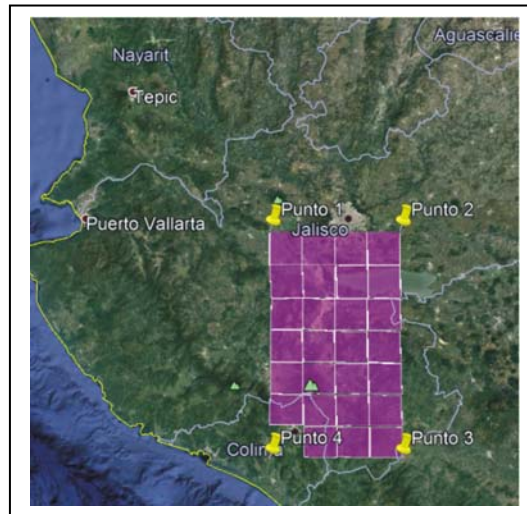 Aguascalie
Nayarit
Tepic
Punto 1
Punto 2
Puerto Vallarta
Jalisco
Colima
Punto 4
Punto 3